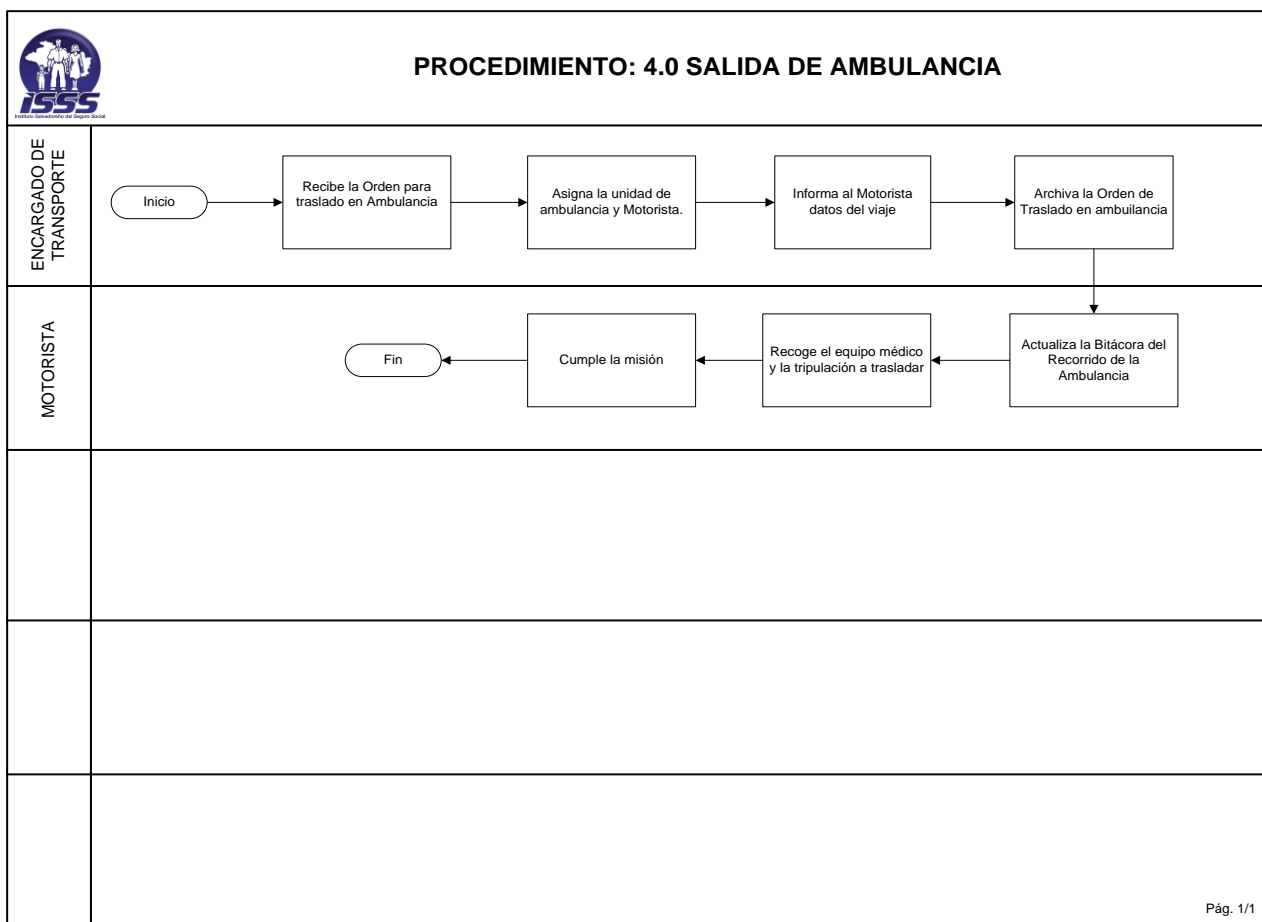 ISSS
Instituto Salvadoreño del Seguro Social
PROCEDIMIENTO: 4.0 SALIDA DE AMBULANCIA
ENCARGADO DE
TRANSPORTE
Inicio
Recibe la Orden para
traslado en Ambulancia
Asigna la unidad de
ambulancia y Motorista.
Informa al Motorista
datos del viaje
Archiva la Orden de
Traslado en ambuilancia
MOTORISTA
Fin
Cumple la misión
Recoge el equipo médico
y la tripulación a trasladar
Actualiza la Bitácora del
Recorrido de la
Ambulancia
Pág. 1/1